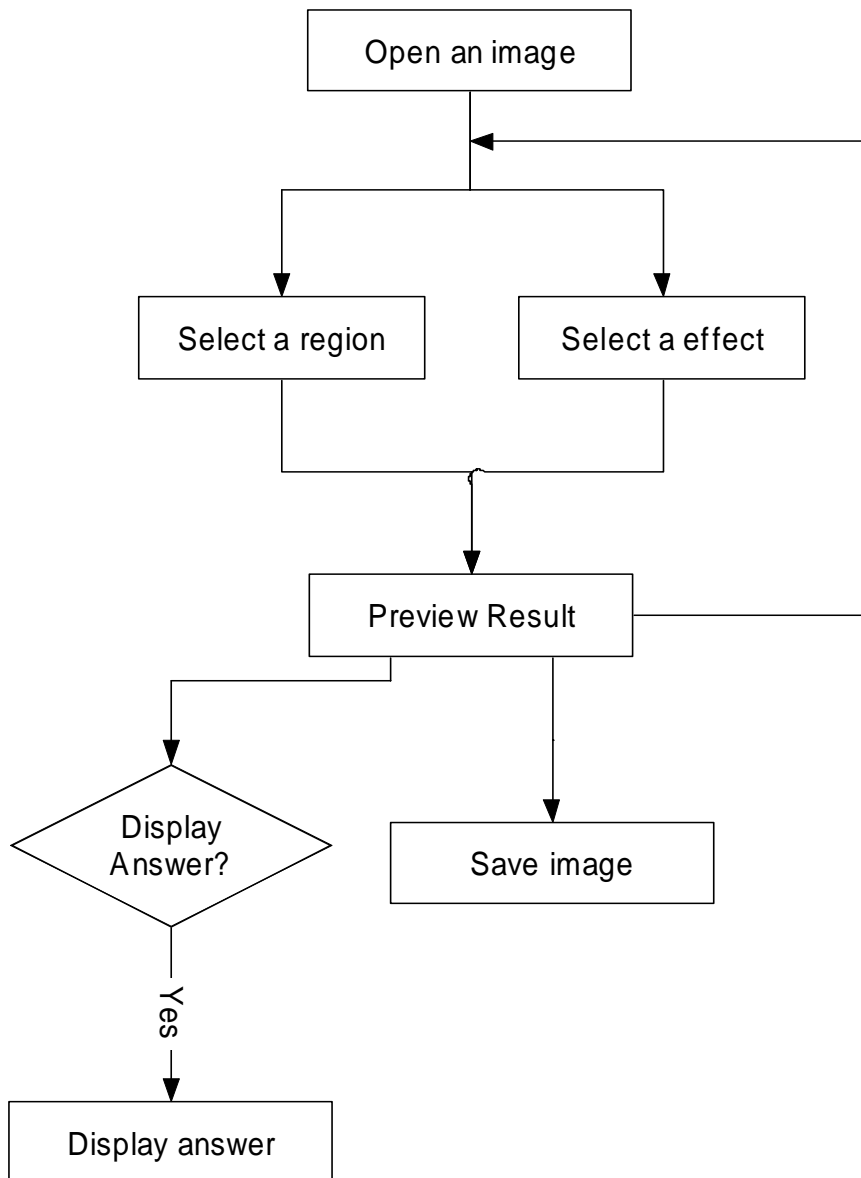 Open an image
Select a region
Select a effect
Preview Result
Display
Answer?
Save image
Yes
Display answer